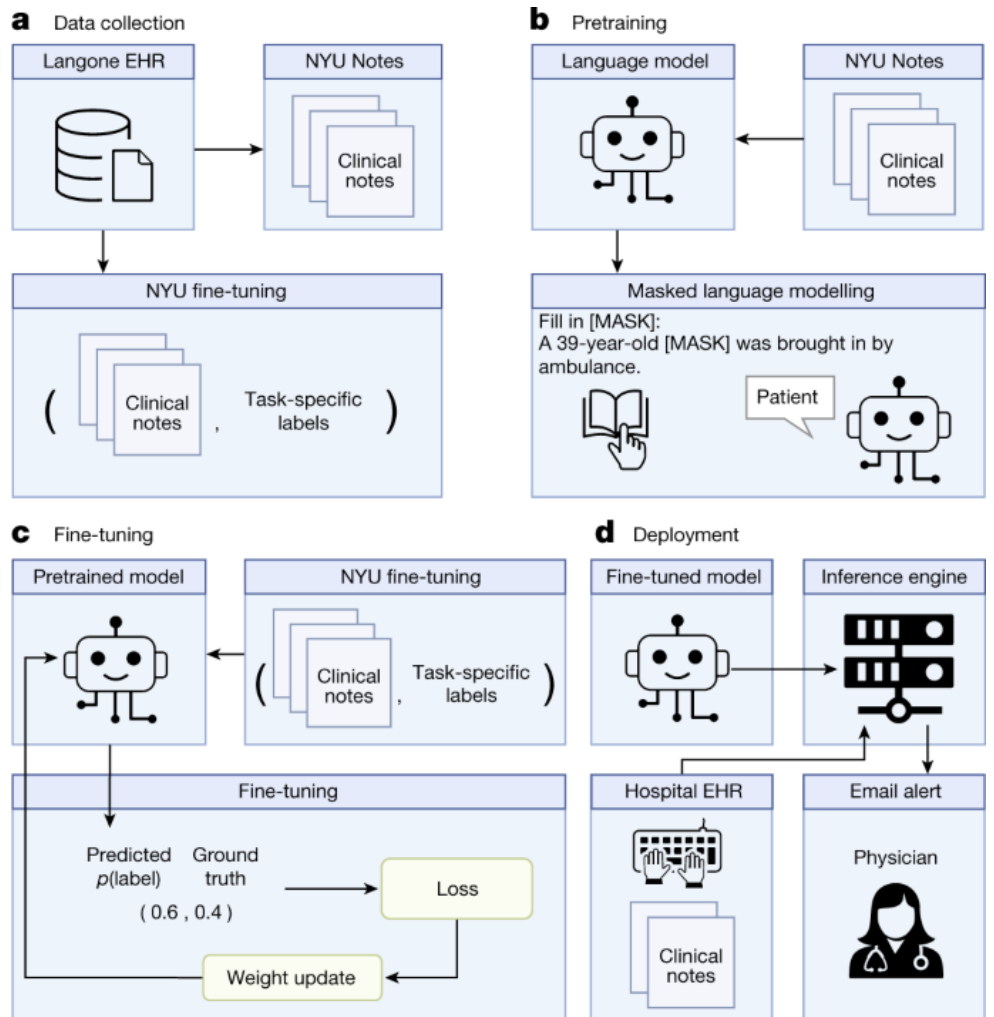 a Data collection
Langone EHR
NYU Notes
Clinical
notes
NYU fine-tuning
(
Clinical
notes
,
Task-specific
labels
)
b Pretraining
Language model
NYU Notes
Clinical
notes
Masked language modelling
Fill in [MASK]:
A 39-year-old [MASK] was brought in by
ambulance.
Patient
c Fine-tuning
Pretrained model
NYU fine-tuning
(
Clinical
notes
,
Task-specific
labels
)
Fine-tuning
Predicted
p(label)
Ground
truth
( 0.6 , 0.4 )
Loss
Weight update
d Deployment
Fine-tuned model
Inference engine
Hospital EHR
Clinical
notes
Email alert
Physician